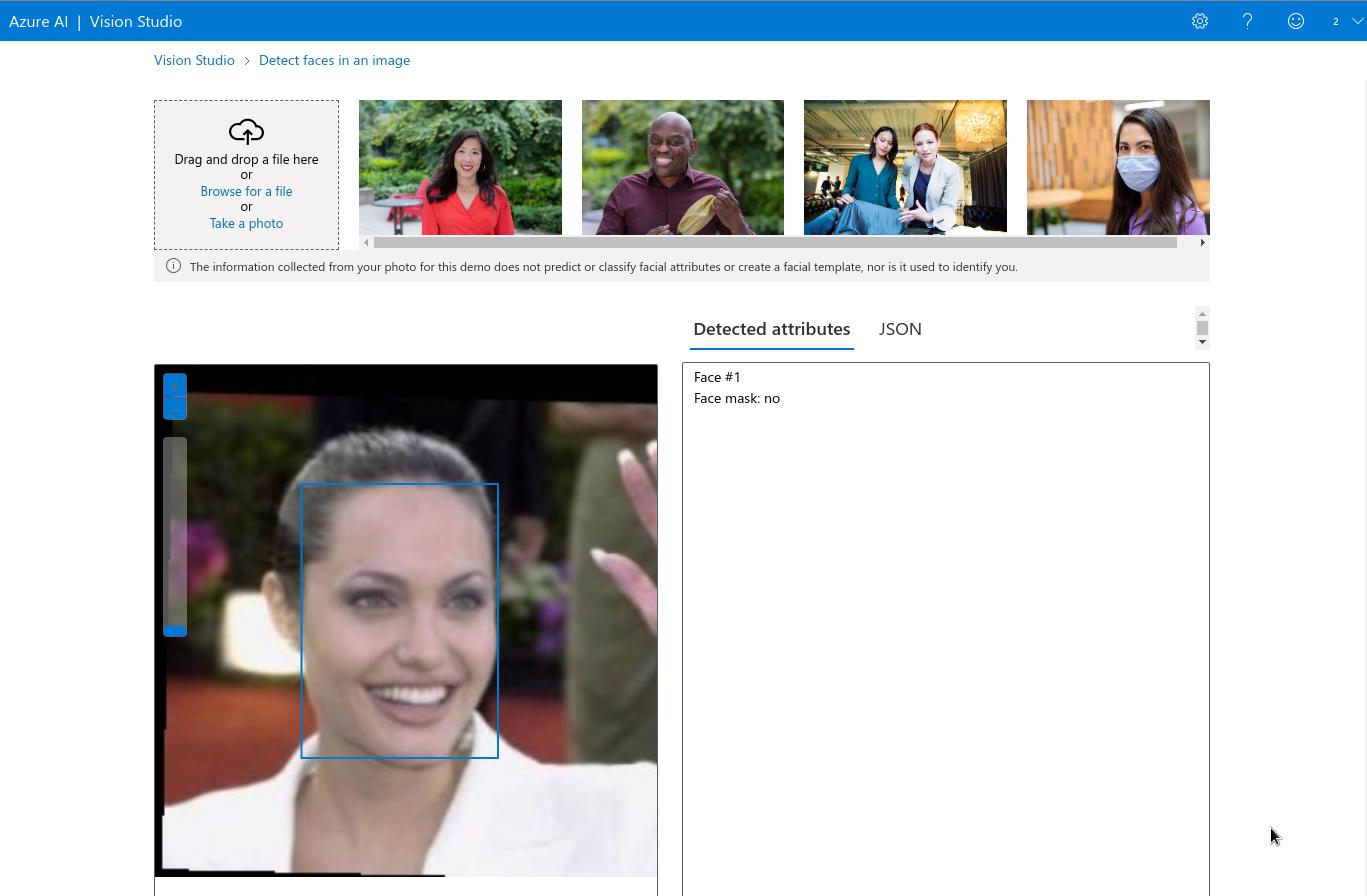 Azure AI | Vision Studio
2
Vision Studio > Detect faces in an image
Drag and drop a file here
or
Browse for a file
or
Take a photo
The information collected from your photo for this demo does not predict or classify facial attributes or create a facial template, nor is it used to identify you.
Detected attributes
JSON
Face #1
Face mask: no